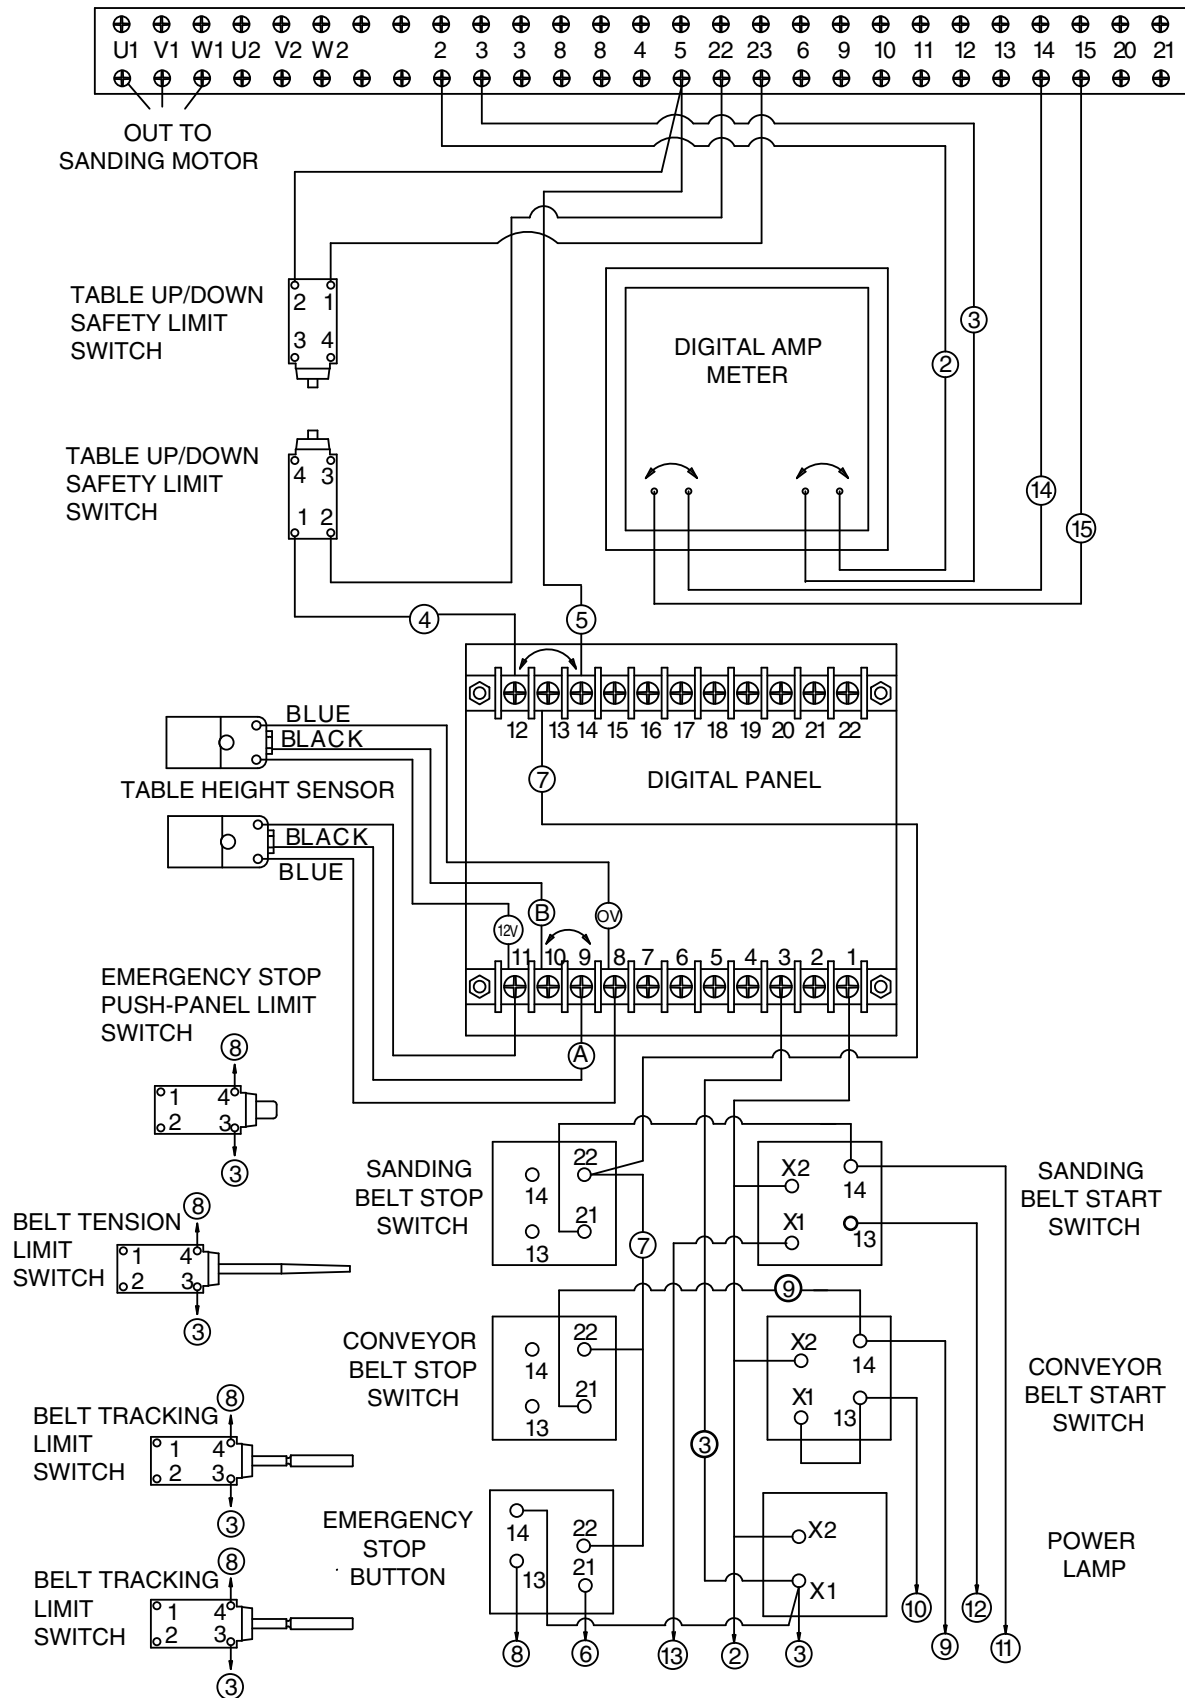 U1 V1 W1 U2 V2 W2 2 3 3 8 8 4 5 22 23 6 9 10 11 12 13 14 15 20 21
OUT TO
SANDING MOTOR
TABLE UP/DOWN
SAFETY LIMIT
SWITCH
2 1
3 4
DIGITAL AMP
METER
3
2
TABLE UP/DOWN
SAFETY LIMIT
SWITCH
4 3
1 2
14
15
4
5
12 13 14 15 16 17 18 19 20 21 22
7
DIGITAL PANEL
BLUE
BLACK
TABLE HEIGHT SENSOR
BLACK
BLUE
12V
B
0V
11 10 9 8 7 6 5 4 3 2 1
A
EMERGENCY STOP
PUSH-PANEL LIMIT
SWITCH
8
1 4
2 3
3
SANDING
BELT STOP
SWITCH
22
14
21
13
X2
14
X1
13
SANDING
BELT START
SWITCH
BELT TENSION
LIMIT
SWITCH
8
1 4
2 3
3
7
9
CONVEYOR
BELT STOP
SWITCH
22
14
21
13
X2
14
X1
13
CONVEYOR
BELT START
SWITCH
BELT TRACKING
LIMIT
SWITCH
8
1 4
2 3
3
3
EMERGENCY
STOP
BUTTON
14
22
13
21
X2
X1
POWER
LAMP
BELT TRACKING
LIMIT
SWITCH
8
1 4
2 3
3
8 6 13 2 3 10 9 12 11